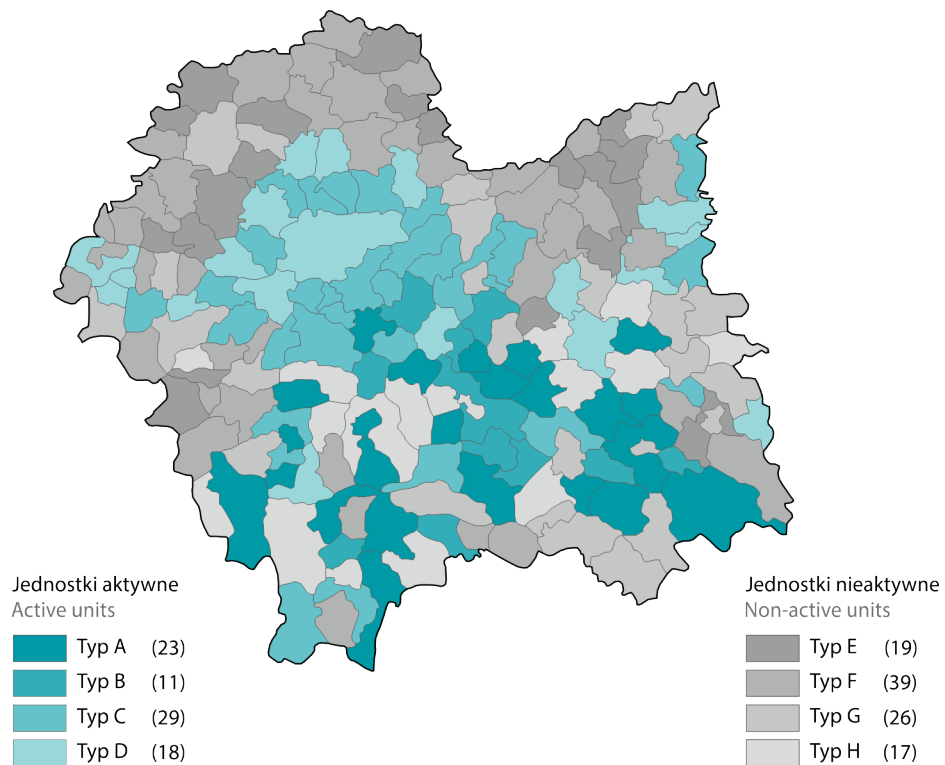 Jednostki aktywne
Active units
Typ A (23)
Typ B (11)
Typ C (29)
Typ D (18)
Jednostki nieaktywne
Non-active units
Typ E (19)
Typ F (39)
Typ G (26)
Typ H (17)